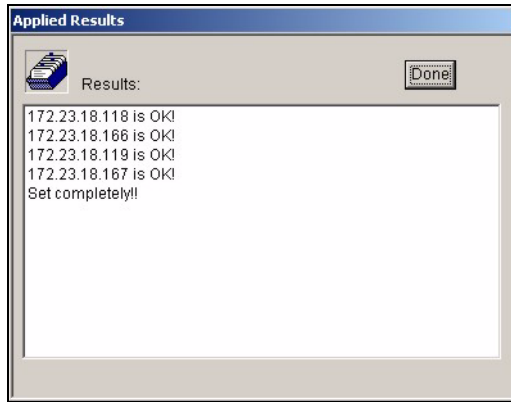 Applied Results
Results:
Done
172.23.18.118 is OK!
172.23.18.166 is OK!
172.23.18.119 is OK!
172.23.18.167 is OK!
Set completely!!